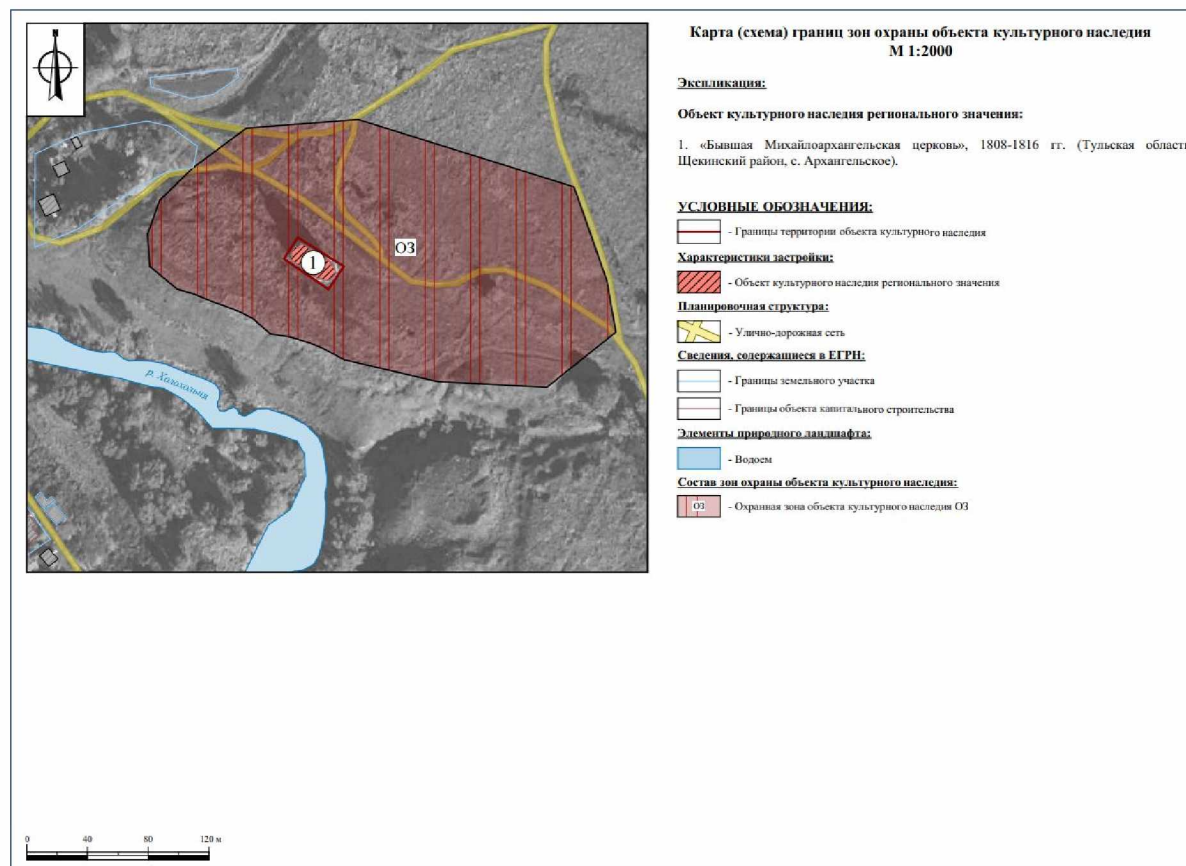 Карта (схема) границ зон охраны объекта культурного наследия
М 1:2000
Экспликация:
Объект культурного наследия регионального значения:
1. «Бывшая Михайлоархангельская церковь», 1808-1816 гг. (Тульская область
Щекинский район, с. Архангельское).
УСЛОВНЫЕ ОБОЗНАЧЕНИЯ:
- Границы территории объекта культурного наследия
Характеристики застройки:
- Объект культурного наследия регионального значения
Планировочная структура:
- Улично-дорожная сеть
Сведения, содержащиеся в ЕГРН:
- Границы земельного участка
- Границы объекта капитального строительства
Элементы природного ландшафта:
- Водоем
Состав зон охраны объекта культурного наследия:
ОЗ
- Охранная зона объекта культурного наследия ОЗ
ОЗ
1
р. Холохольня
0 40 80 120 м